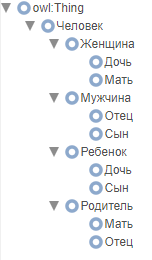 owl:Thing
Человек
Женщина
Дочь
Мать
Мужчина
Отец
Сын
Ребенок
Дочь
Сын
Родитель
Мать
Отец